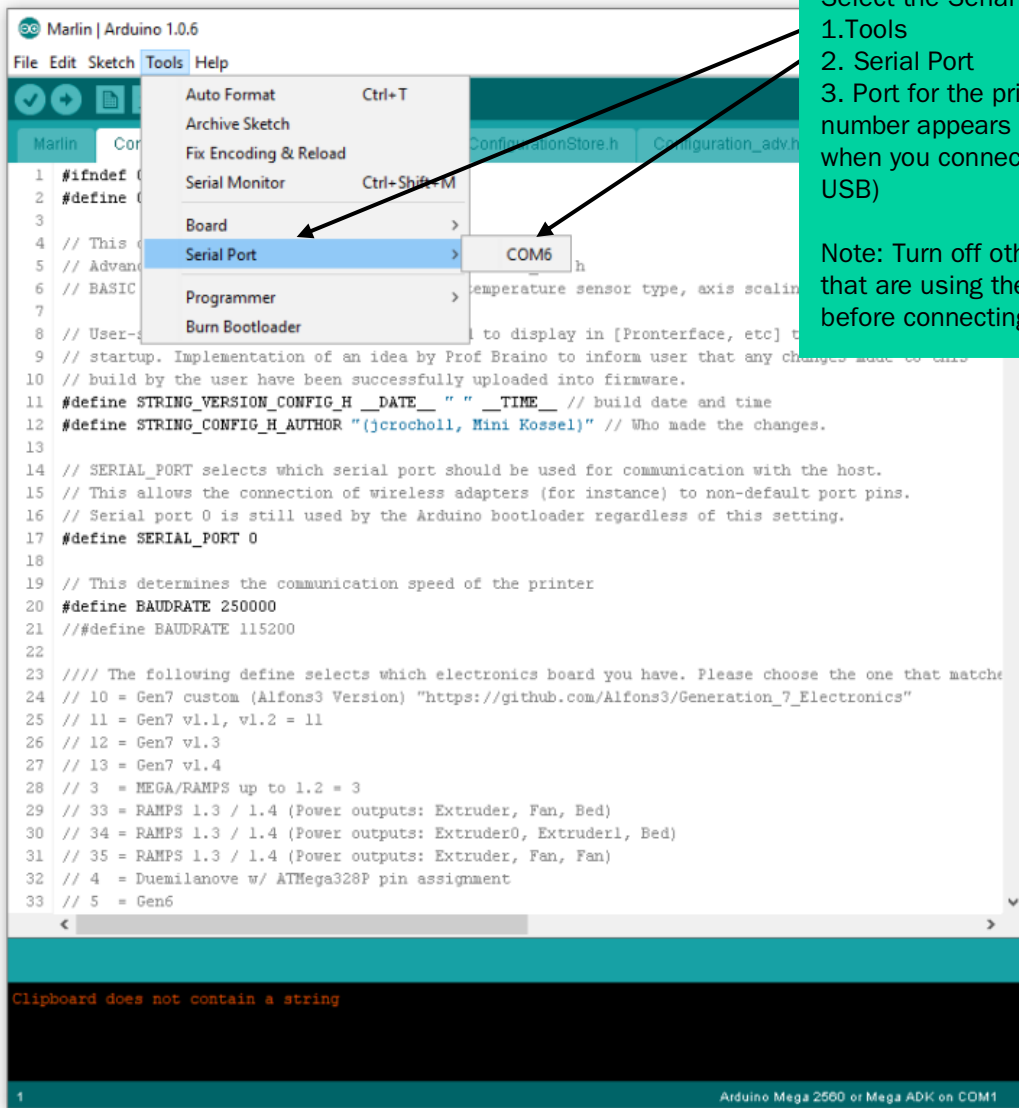 Marlin | Arduino 1.0.6
File Edit Sketch Tools Help
Auto Format Ctrl+T
Archive Sketch
Fix Encoding & Reload
Serial Monitor Ctrl+Shift+M
Board >
Serial Port >
COM6
Programmer >
Burn Bootloader
Select the Serial
1.Tools
2. Serial Port
3. Port for the pri
number appears
when you connec
USB)
Note: Turn off oth
that are using the
before connecting
Marlin Con ConfigurationStore.h Configuration_adv.h
1 #ifndef
2 #define
3
4 // This
5 // Advan h
6 // BASIC temperature sensor type, axis scalin
7
8 // User-s d to display in [Pronterface, etc] t
9 // startup. Implementation of an idea by Prof Braino to inform user that any changes made to this
10 // build by the user have been successfully uploaded into firmware.
11 #define STRING_VERSION_CONFIG_H __DATE__ " " __TIME__ // build date and time
12 #define STRING_CONFIG_H_AUTHOR "(jcrocholl, Mini Kossel)" // Who made the changes.
13
14 // SERIAL_PORT selects which serial port should be used for communication with the host.
15 // This allows the connection of wireless adapters (for instance) to non-default port pins.
16 // Serial port 0 is still used by the Arduino bootloader regardless of this setting.
17 #define SERIAL_PORT 0
18
19 // This determines the communication speed of the printer
20 #define BAUDRATE 250000
21 //#define BAUDRATE 115200
22
23 //// The following define selects which electronics board you have. Please choose the one that matche
24 // 10 = Gen7 custom (Alfons3 Version) "https://github.com/Alfons3/Generation_7_Electronics"
25 // 11 = Gen7 v1.1, v1.2 = 11
26 // 12 = Gen7 v1.3
27 // 13 = Gen7 v1.4
28 // 3 = MEGA/RAMPS up to 1.2 = 3
29 // 33 = RAMPS 1.3 / 1.4 (Power outputs: Extruder, Fan, Bed)
30 // 34 = RAMPS 1.3 / 1.4 (Power outputs: Extruder0, Extruder1, Bed)
31 // 35 = RAMPS 1.3 / 1.4 (Power outputs: Extruder, Fan, Fan)
32 // 4 = Duemilanove w/ ATMega328P pin assignment
33 // 5 = Gen6
Clipboard does not contain a string
1 Arduino Mega 2560 or Mega ADK on COM1